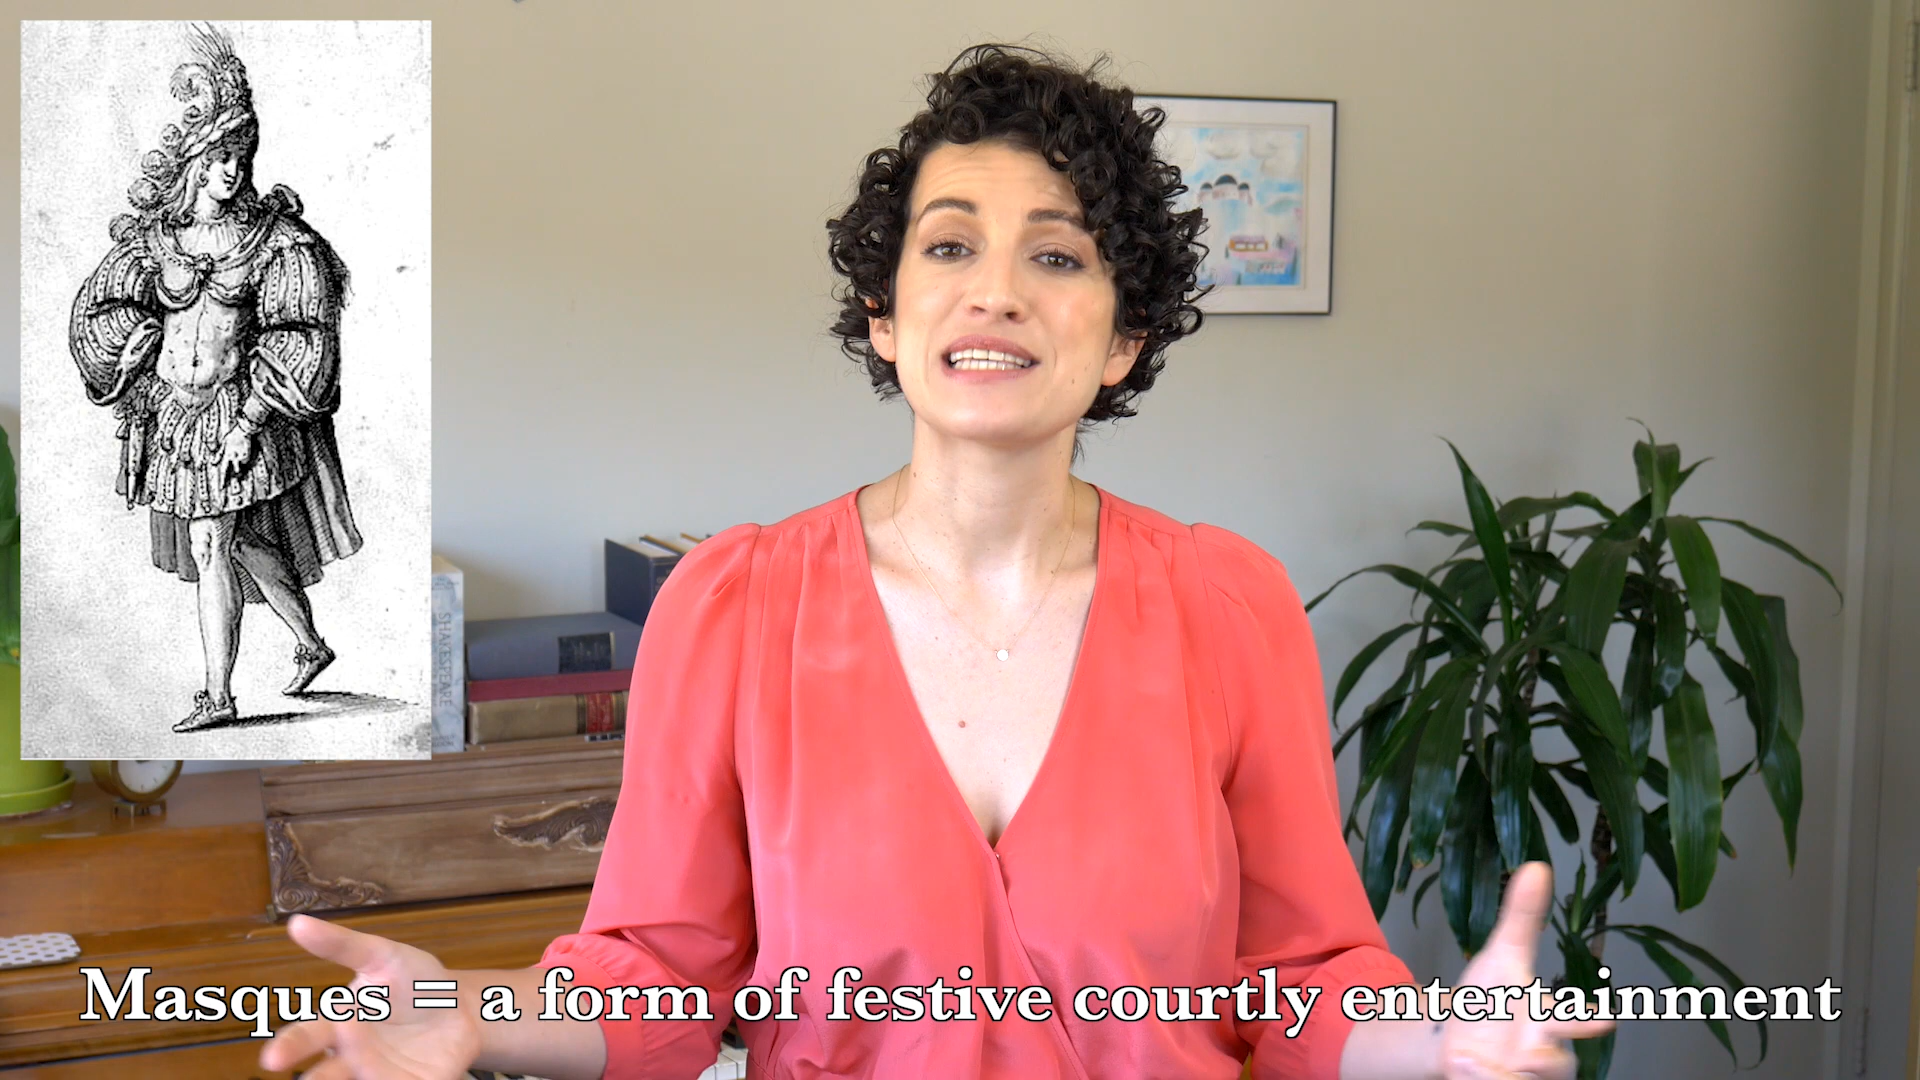 SHAKESPEARE
Masques = a form of festive courtly entertainment